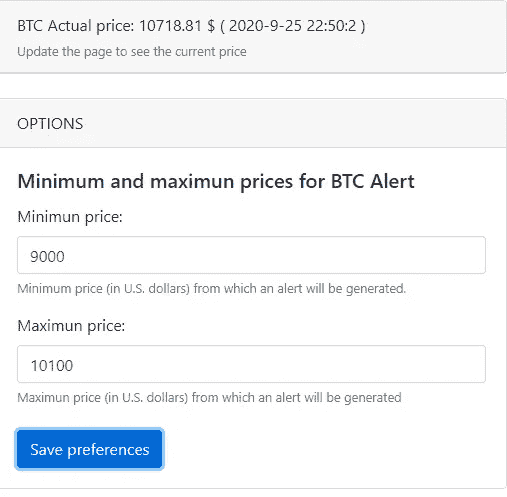 BTC Actual price: 10718.81 $ ( 2020-9-25 22:50:2 )
Update the page to see the current price
OPTIONS
Minimum and maximun prices for BTC Alert
Minimun price:
9000
Minimum price (in U.S. dollars) from which an alert will be generated.
Maximun price:
10100
Maximun price (in U.S. dollars) from which an alert will be generated
Save preferences